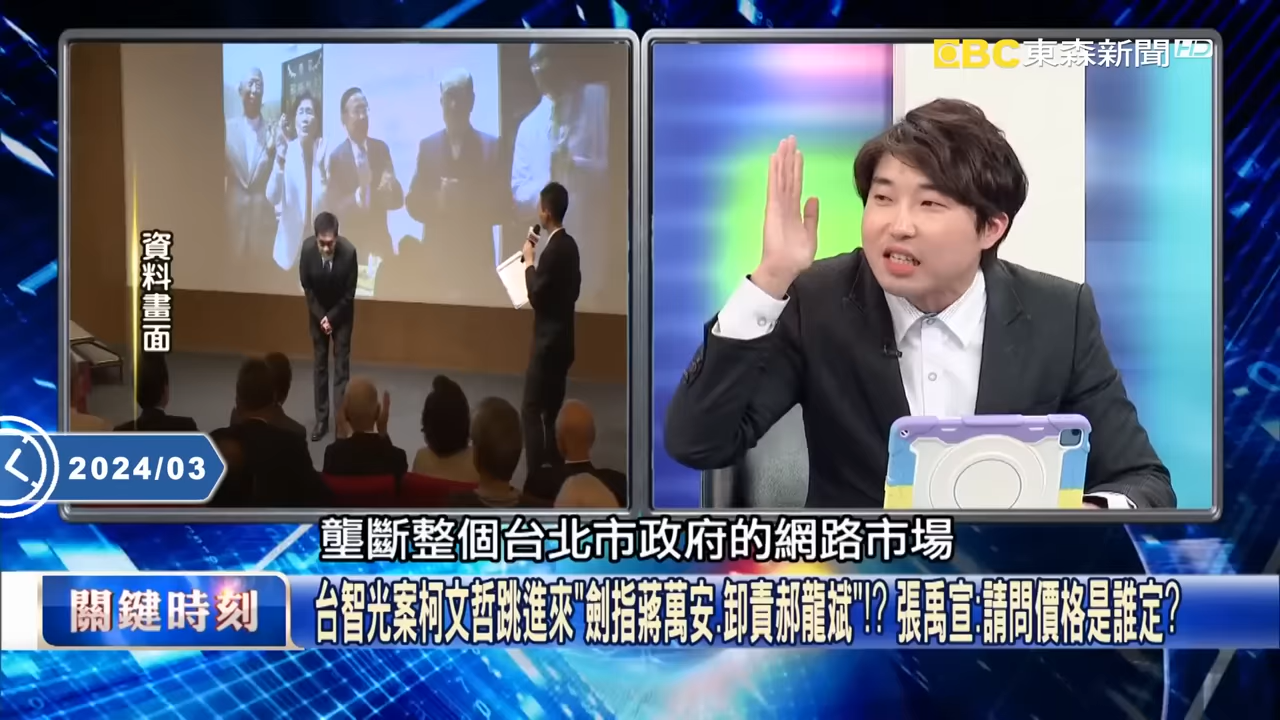 EBC東森新聞HD
資料畫面
2024/03
壟斷整個台北市政府的網路市場
關鍵時刻
台智光案柯文哲跳進來"劍指蔣萬安.卸責郝龍斌"!? 張禹宣:請問價格是誰定?